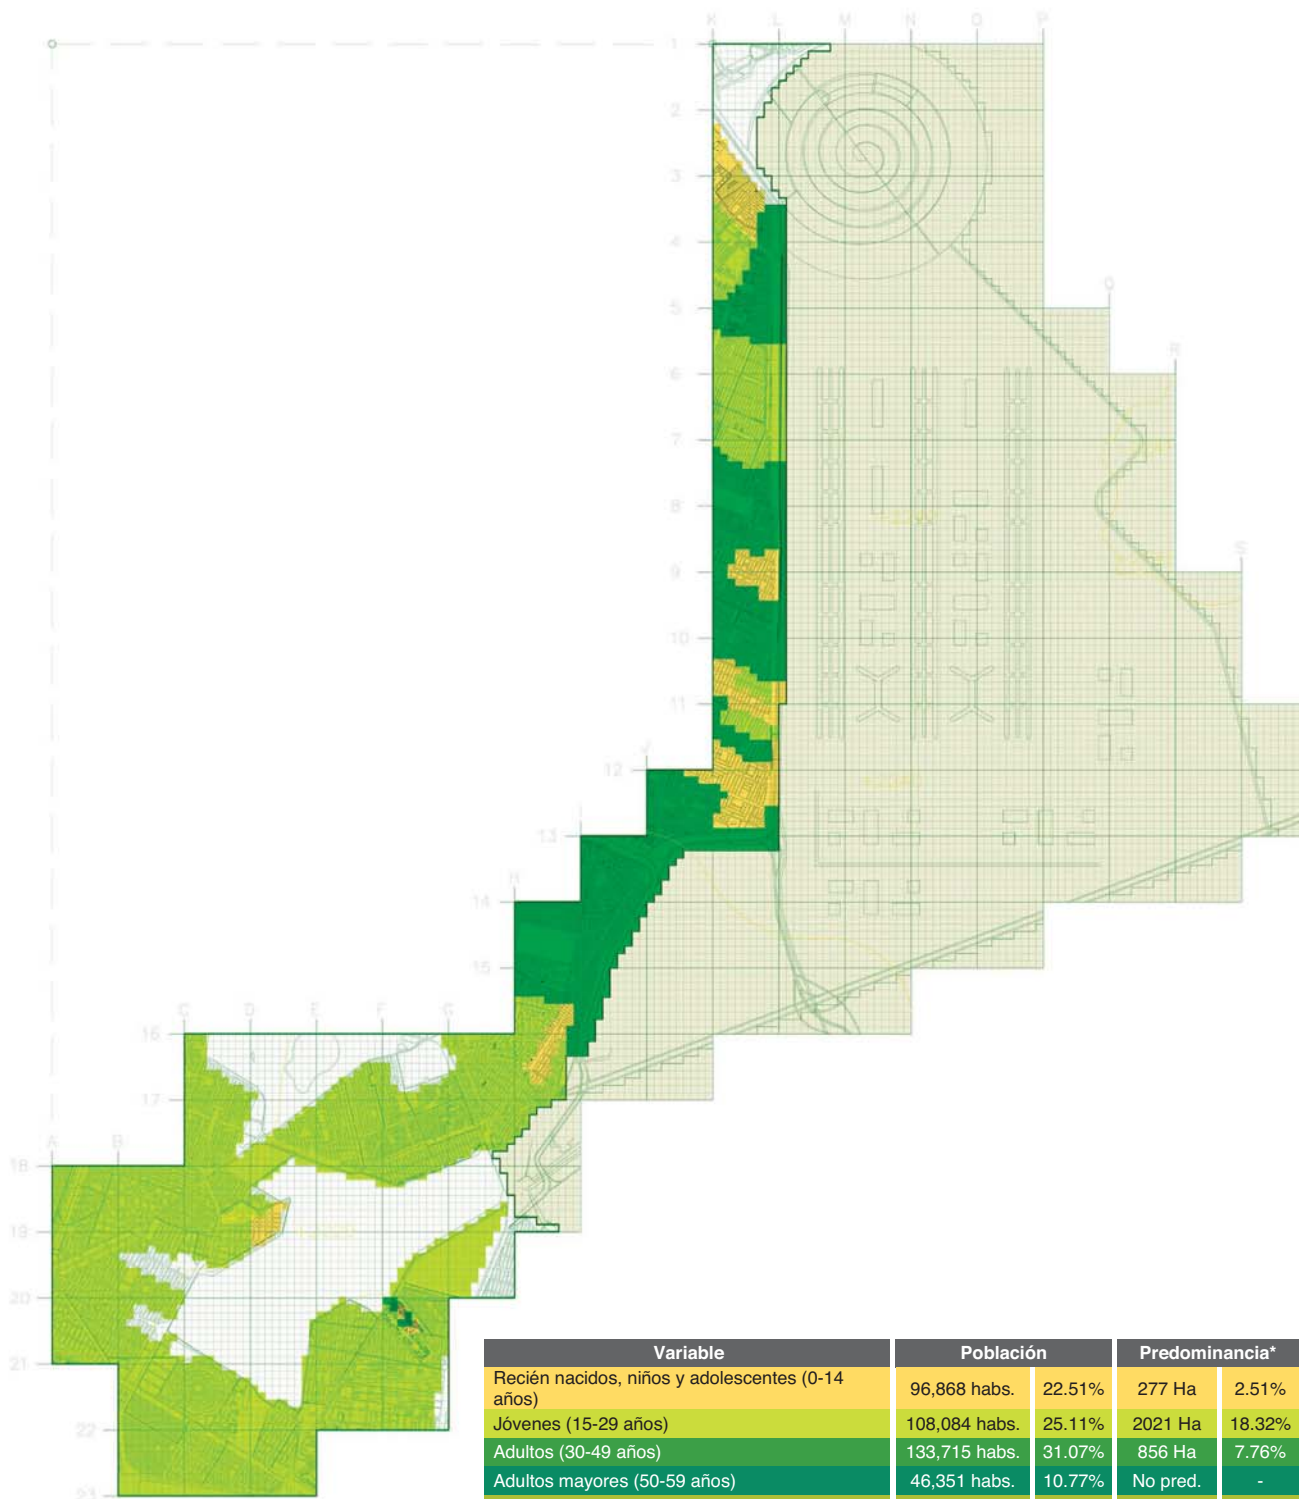 K L M N O P
1
2
3
4
5
Q
6
R
7
8
S
9
10
11
J
12
13
H
14
15
C D E F G
16
17
A B
18
19
20
21
22
23
Variable Población Predominancia*
Recién nacidos, niños y adolescentes (0-14
años) 96,868 habs. 22.51% 277 Ha 2.51%
Jóvenes (15-29 años) 108,084 habs. 25.11% 2021 Ha 18.32%
Adultos (30-49 años) 133,715 habs. 31.07% 856 Ha 7.76%
Adultos mayores (50-59 años) 46,351 habs. 10.77% No pred. -